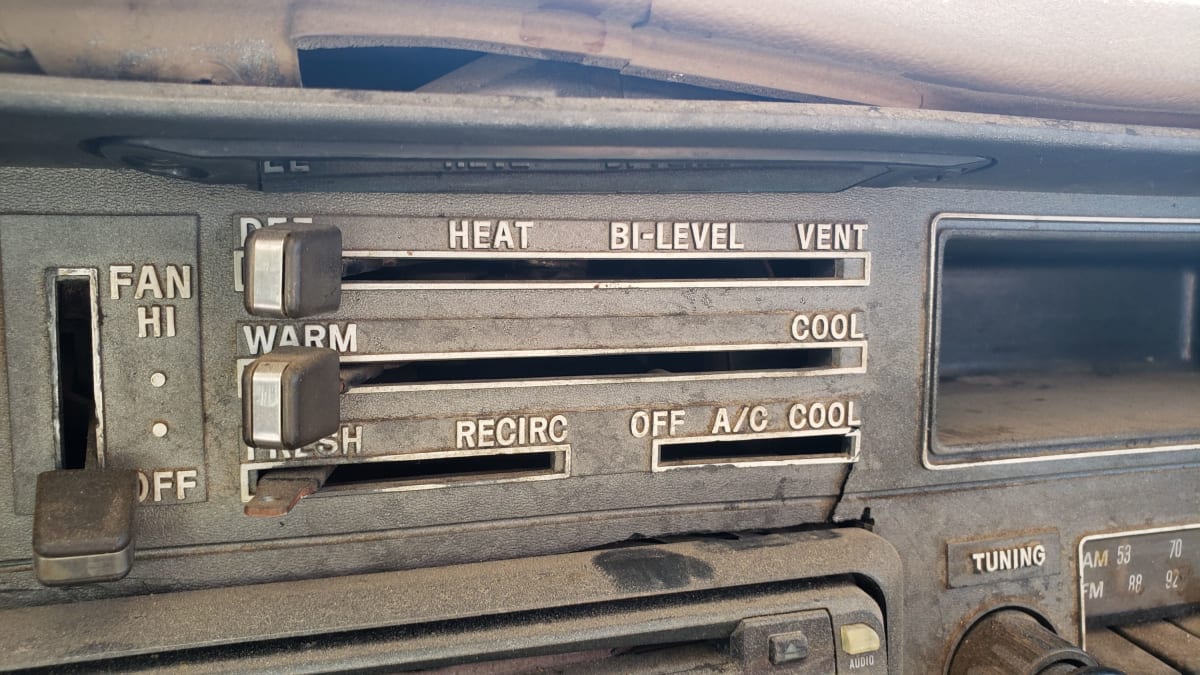 HEAT BI-LEVEL VENT
FAN
HI
WARM COOL
RECIRC OFF A/C COOL
OFF
TUNING
AM 53 70
FM 88 92
AUDIO